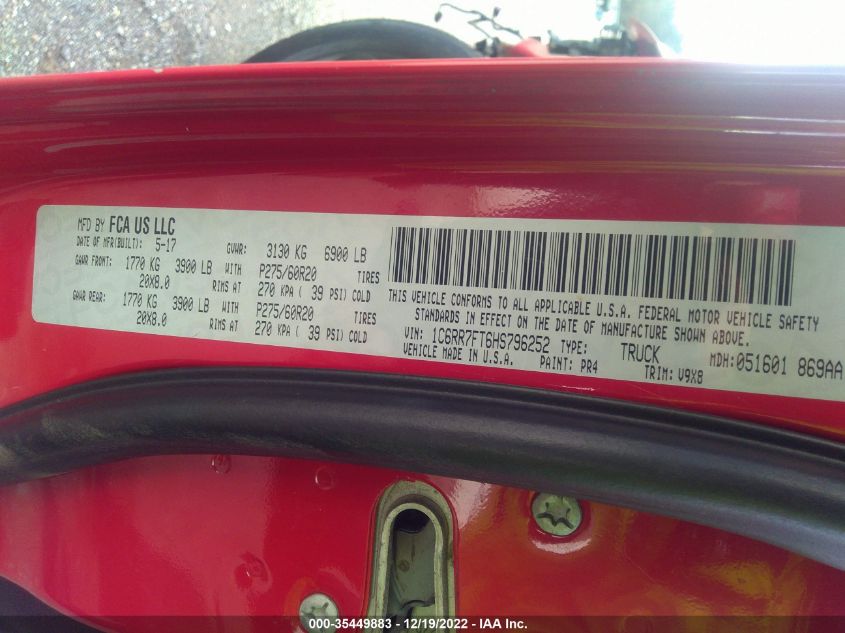 MFD BY FCA US LLC
DATE OF MFR(BUILT): 5-17 GVWR: 3130 KG 6900 LB
GAWR FRONT: 1770 KG 3900 LB WITH P275/60R20 TIRES
20X8.0 RIMS AT 270 KPA ( 39 PSI) COLD
GAWR REAR: 1770 KG 3900 LB WITH P275/60R20 TIRES
20X8.0 RIMS AT 270 KPA ( 39 PSI) COLD
THIS VEHICLE CONFORMS TO ALL APPLICABLE U.S.A. FEDERAL MOTOR VEHICLE SAFETY
STANDARDS IN EFFECT ON THE DATE OF MANUFACTURE SHOWN ABOVE.
VIN: 1C6RR7FT6HS796252 TYPE: TRUCK MDH:051601 869AA
VEHICLE MADE IN U.S.A. PAINT: PR4 TRIM: V9X8
000-35449883 - 12/19/2022 - IAA Inc.